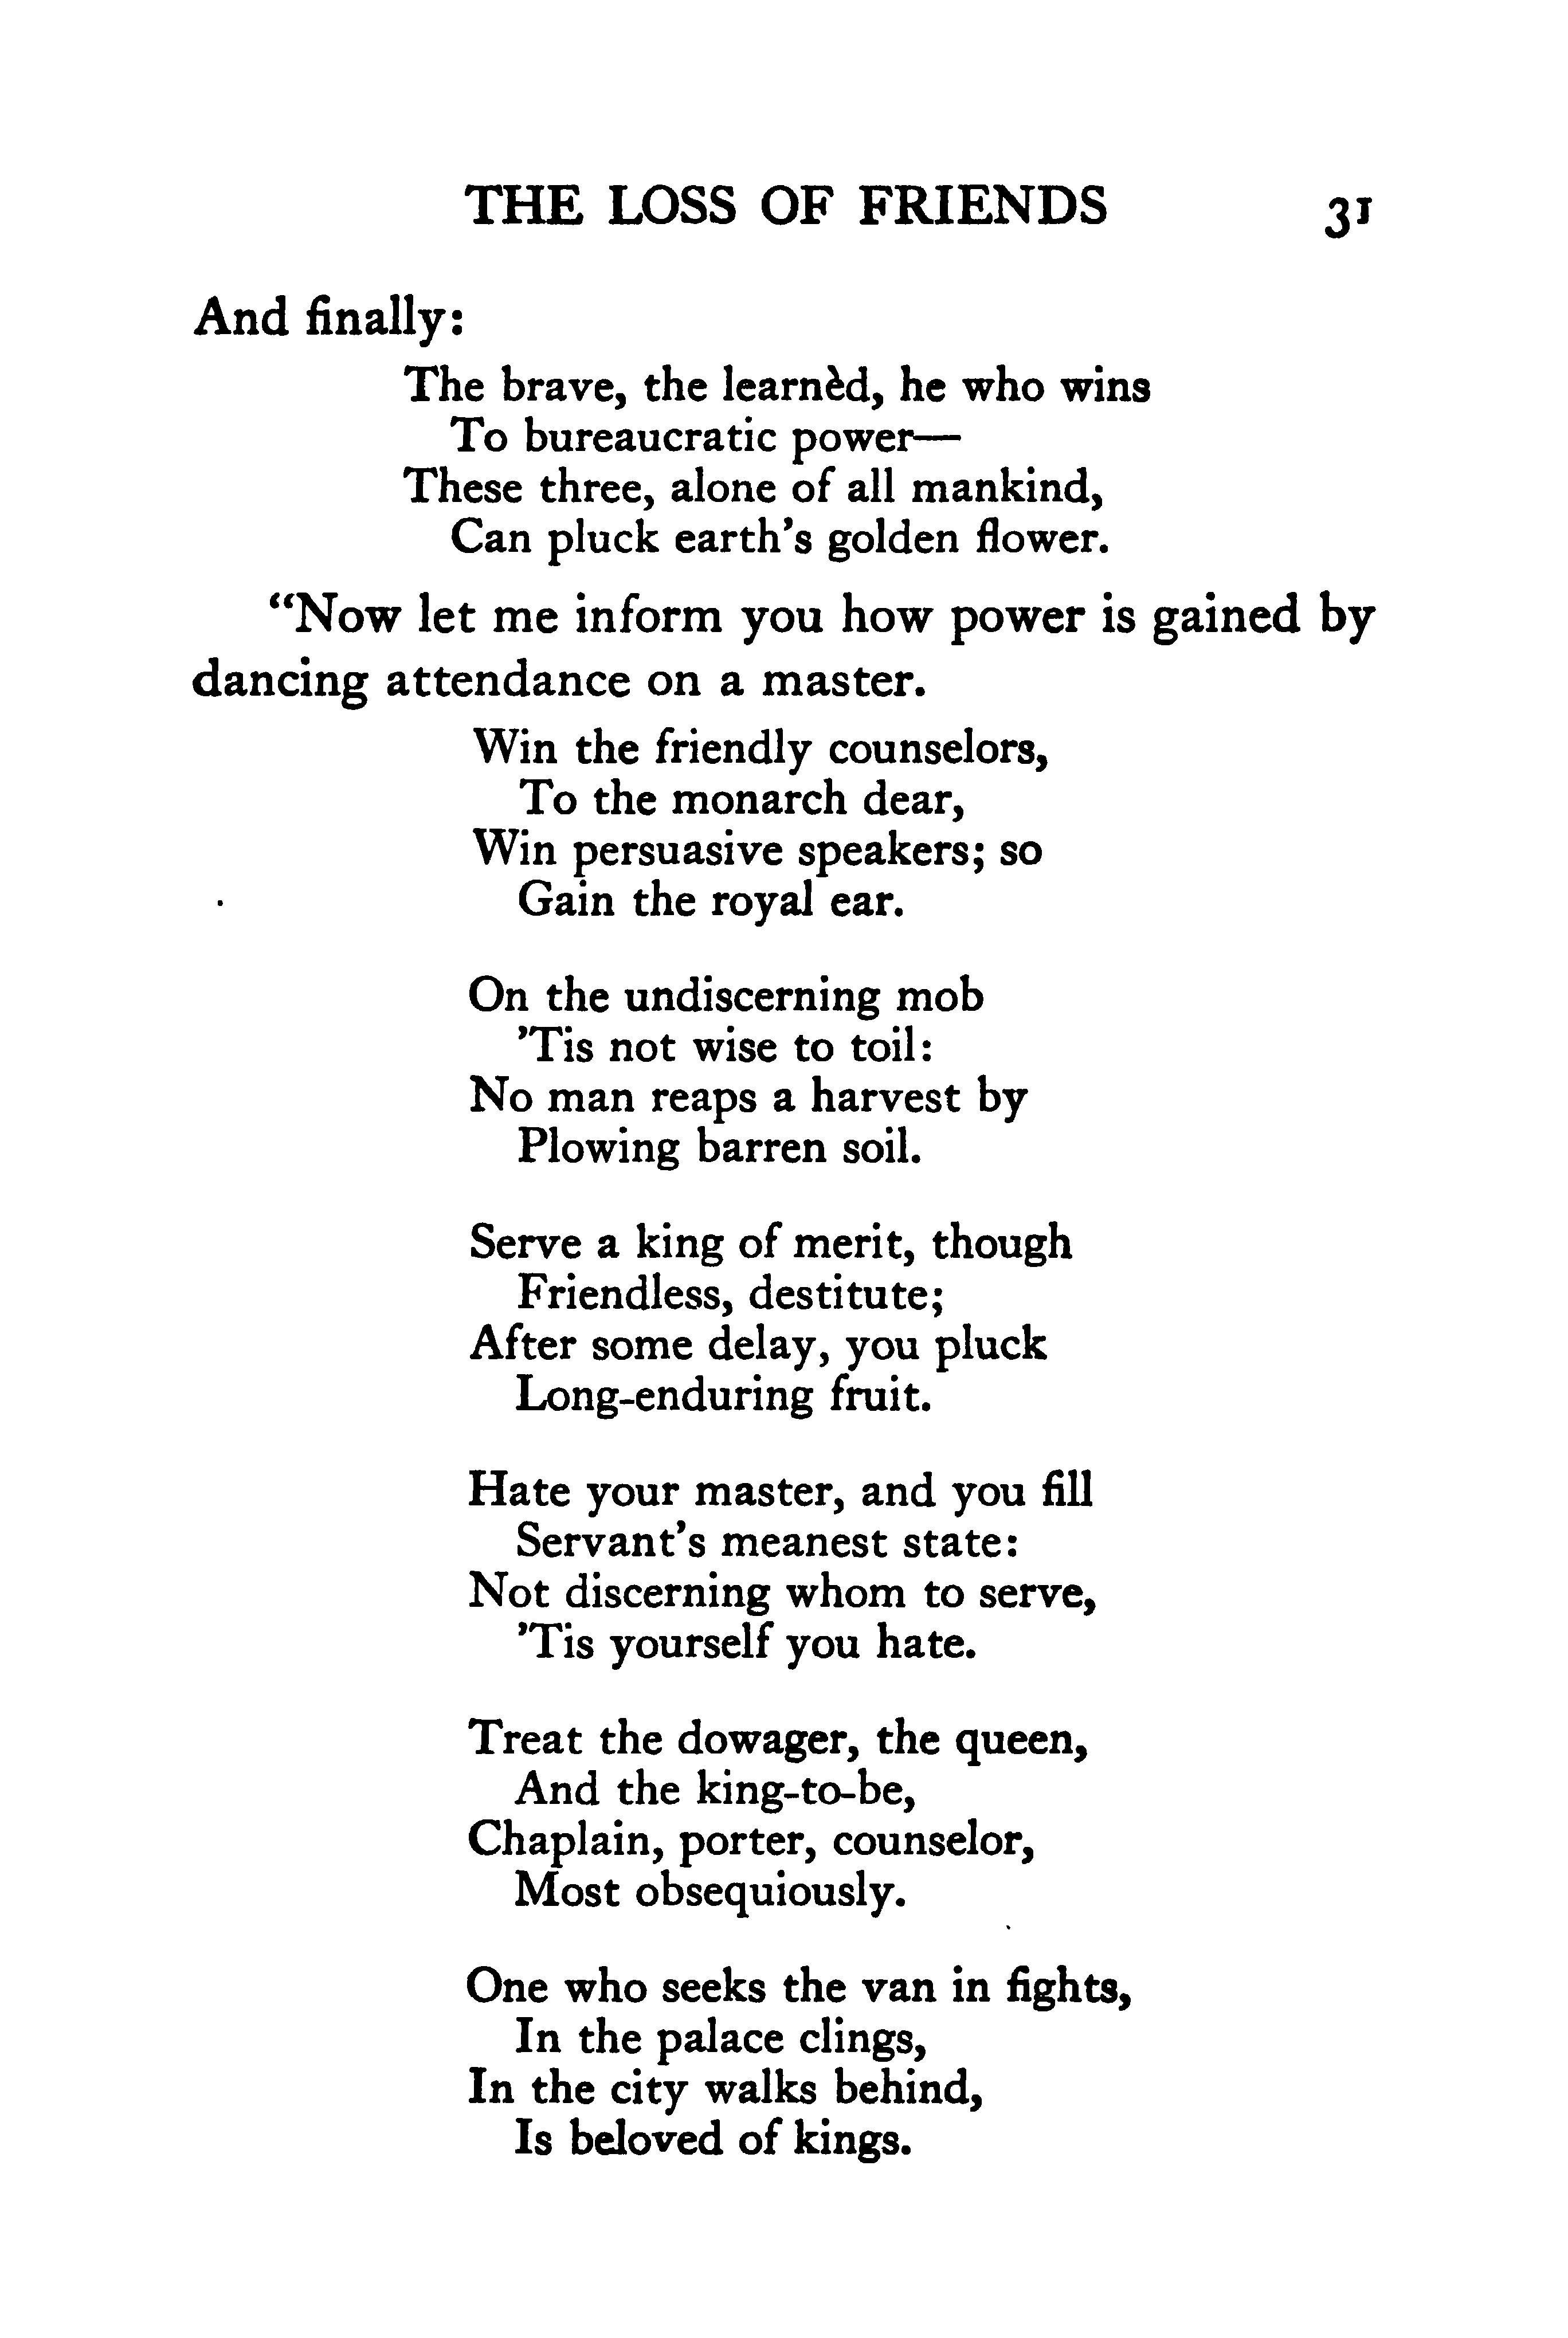 THE LOSS OF FRIENDS 31
And finally:
The brave, the learnèd, he who wins
To bureaucratic power—
These three, alone of all mankind,
Can pluck earth's golden flower.
“Now let me inform you how power is gained by
dancing attendance on a master.
Win the friendly counselors,
To the monarch dear,
Win persuasive speakers; so
Gain the royal ear.
On the undiscerning mob
’Tis not wise to toil:
No man reaps a harvest by
Plowing barren soil.
Serve a king of merit, though
Friendless, destitute;
After some delay, you pluck
Long-enduring fruit.
Hate your master, and you fill
Servant’s meanest state:
Not discerning whom to serve,
’Tis yourself you hate.
Treat the dowager, the queen,
And the king-to-be,
Chaplain, porter, counselor,
Most obsequiously.
One who seeks the van in fights,
In the palace clings,
In the city walks behind,
Is beloved of kings.